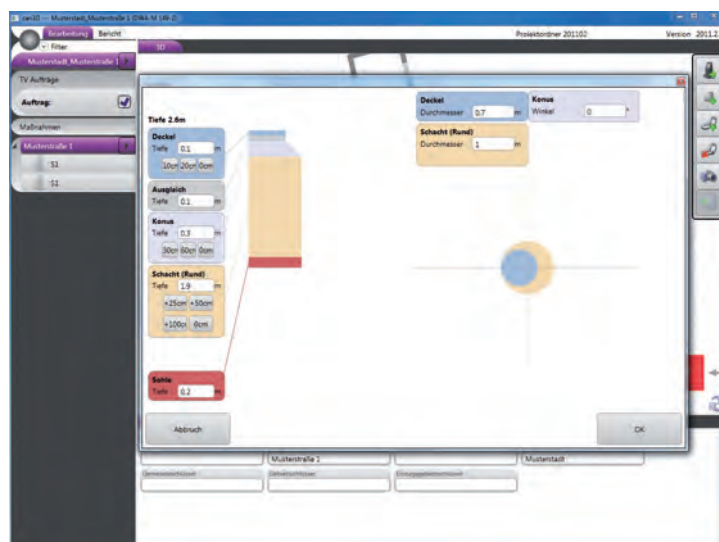 can3D — Musterstadt, Musterstraße 1 (DWA-M 149-2)
Bearbeitung Bericht
Projektordner 201102
Version 2011.2
Filter
3D
Musterstadt, Musterstraße 1
TV Aufträge
Auftrag:
Maßnahmen
Musterstraße 1
S1
S2
Tiefe 2.6m
Deckel
Tiefe 0.1 m
10cm 20cm 0cm
Ausgleich
Tiefe 0.1 m
Konus
Tiefe 0.3 m
30cm 60cm 0cm
Schacht (Rund)
Tiefe 1.9 m
+25cm +50cm
+100cm 0cm
Sohle
Tiefe 0.2 m
Deckel
Durchmesser 0.7 m
Konus
Winkel 0 °
Schacht (Rund)
Durchmesser 1 m
Abbruch
OK
Musterstraße 1
Musterstadt
Gemeindeschlüssel